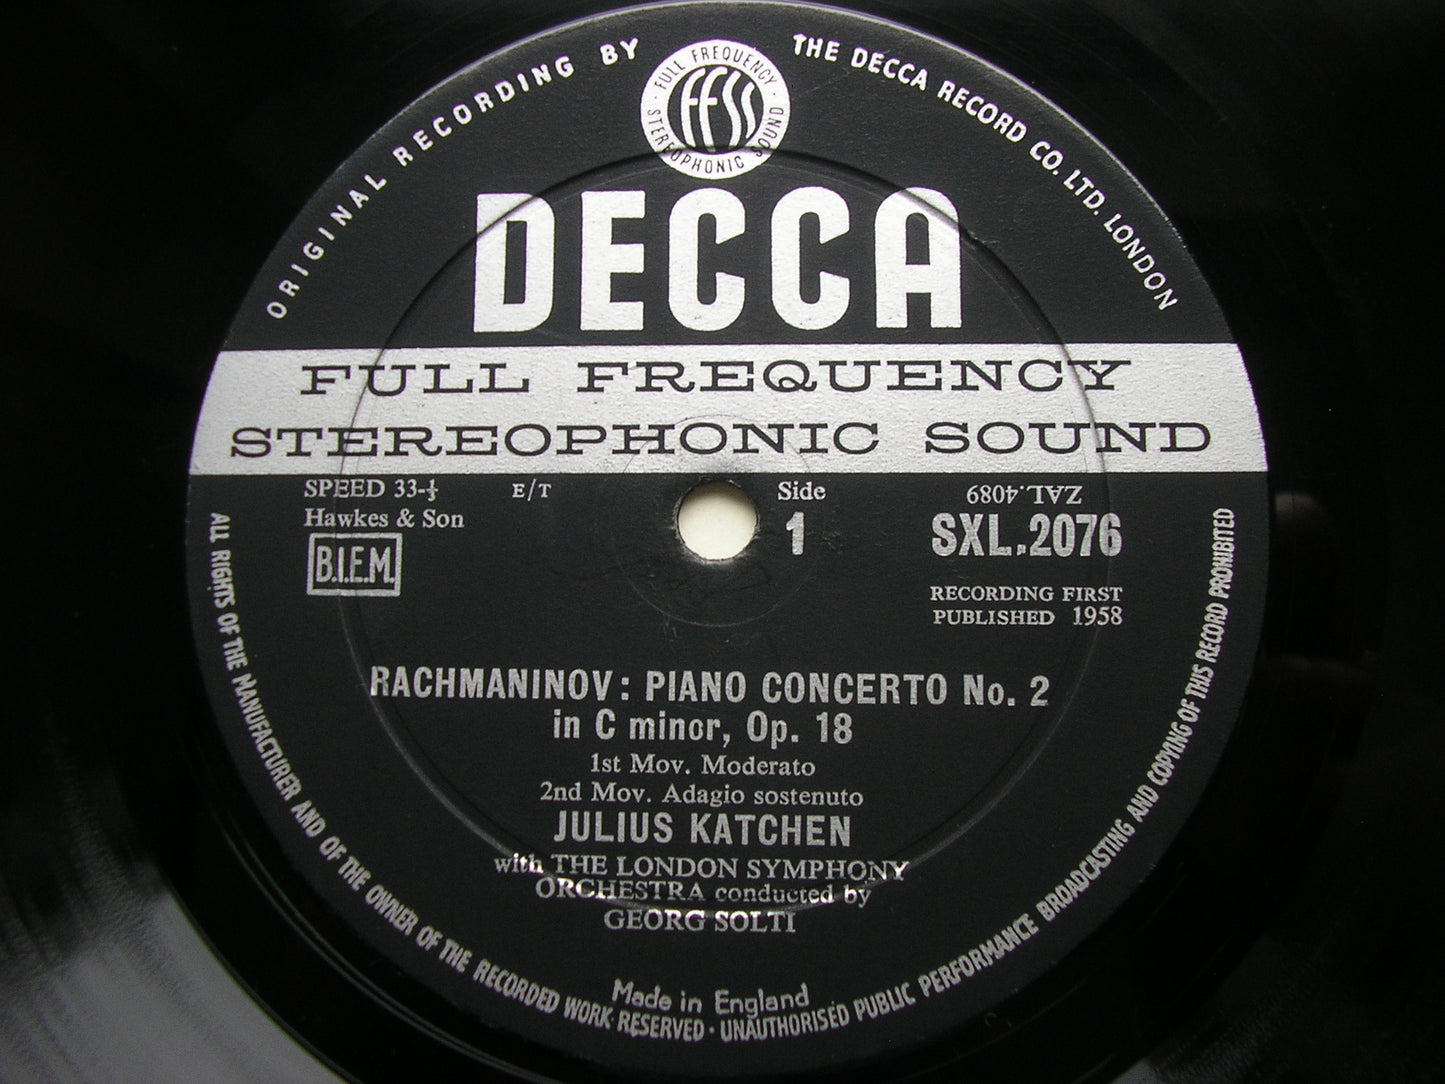 ORIGINAL RECORDING BY
THE DECCA RECORD CO. LTD. LONDON
· FULL FREQUENCY ·
STEREOPHONIC SOUND
FFSS
DECCA
FULL FREQUENCY
STEREOPHONIC SOUND
SPEED 33-⅓
E/T
Hawkes & Son
B.I.E.M.
Side
1
ZAL.4089
SXL.2076
RECORDING FIRST
PUBLISHED 1958
RACHMANINOV: PIANO CONCERTO No. 2
in C minor, Op. 18
1st Mov. Moderato
2nd Mov. Adagio sostenuto
JULIUS KATCHEN
with THE LONDON SYMPHONY
ORCHESTRA conducted by
GEORG SOLTI
Made in England
ALL RIGHTS OF THE MANUFACTURER AND OF THE OWNER OF THE RECORDED WORK RESERVED · UNAUTHORISED PUBLIC PERFORMANCE BROADCASTING AND COPYING OF THIS RECORD PROHIBITED